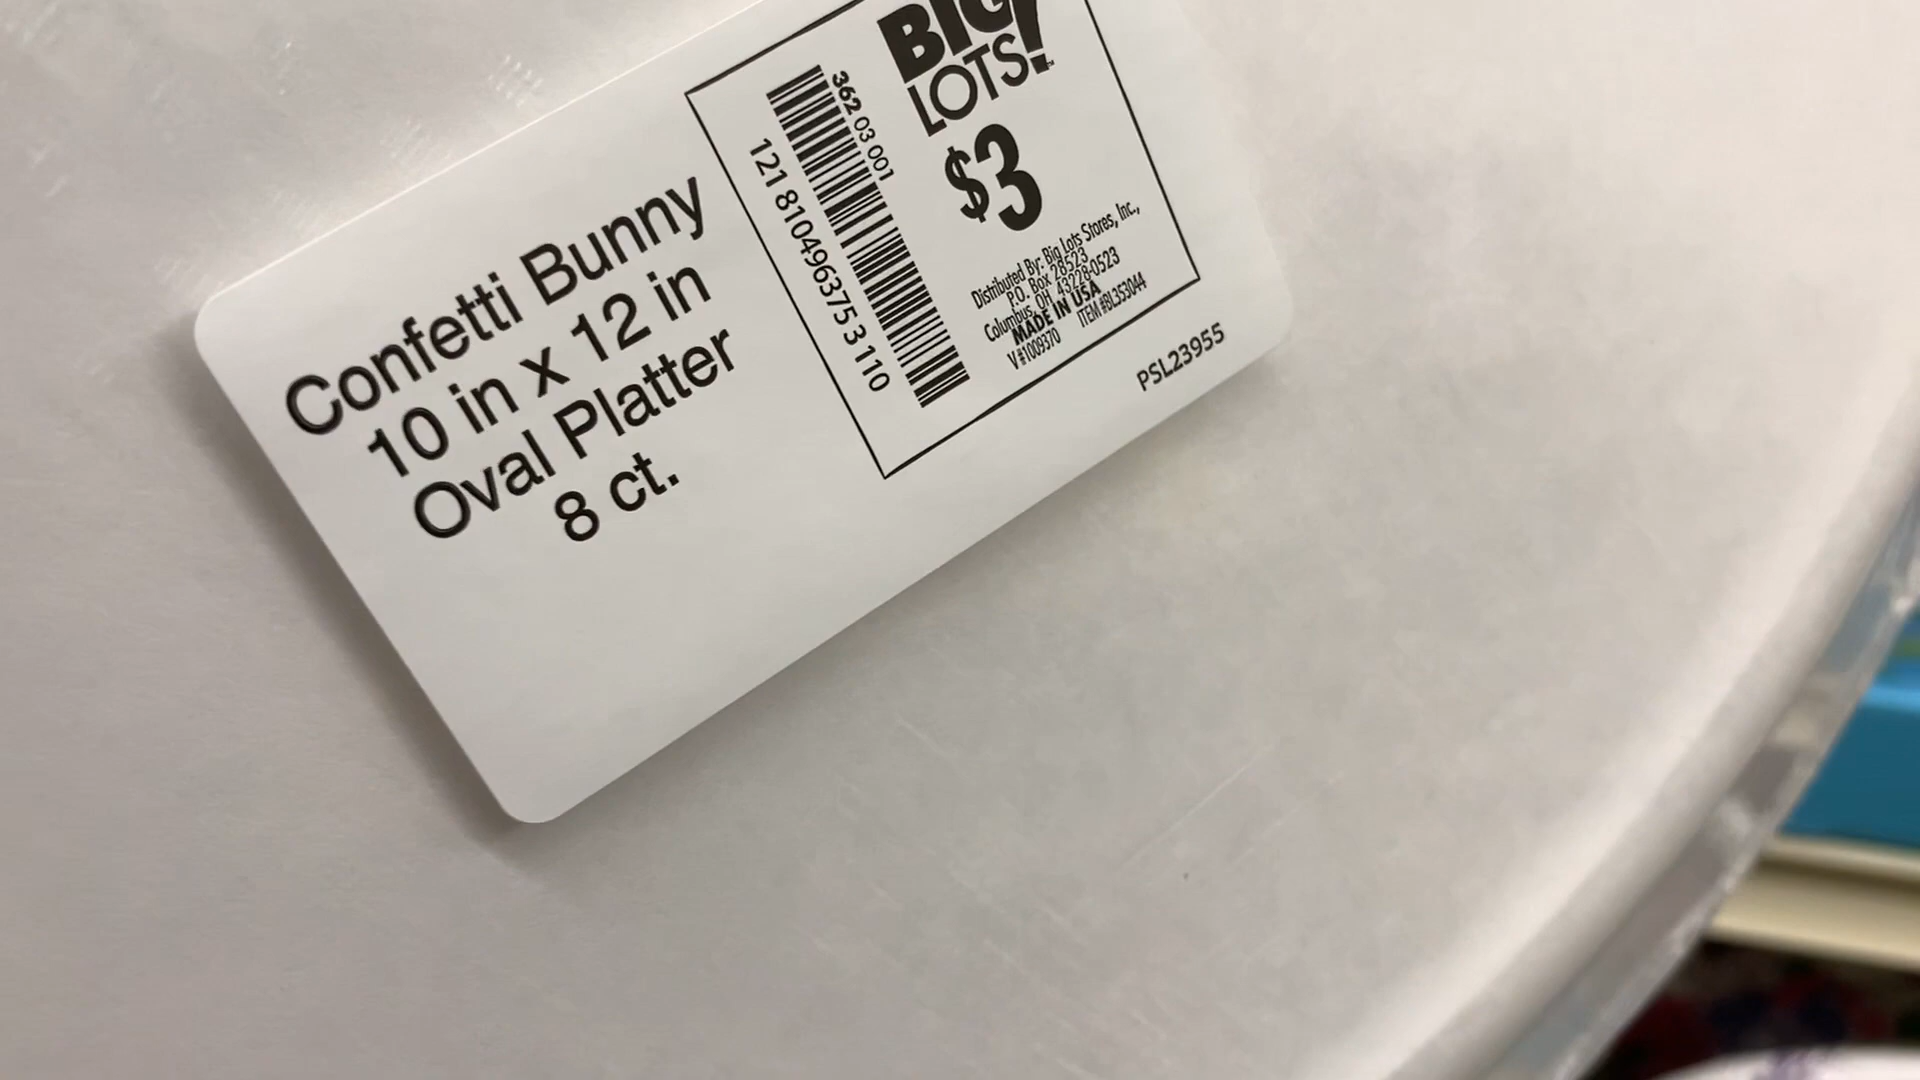 Confetti Bunny
10 in x 12 in
Oval Platter
8 ct.
362 03 001
121 810496375 3 110
BIG
LOTS!
$3
Distributed By: Big Lots Stores, Inc.,
P.O. Box 28523
Columbus, OH 43228-0523
MADE IN USA
V#1009370 ITEM #BL353044
PSL23955